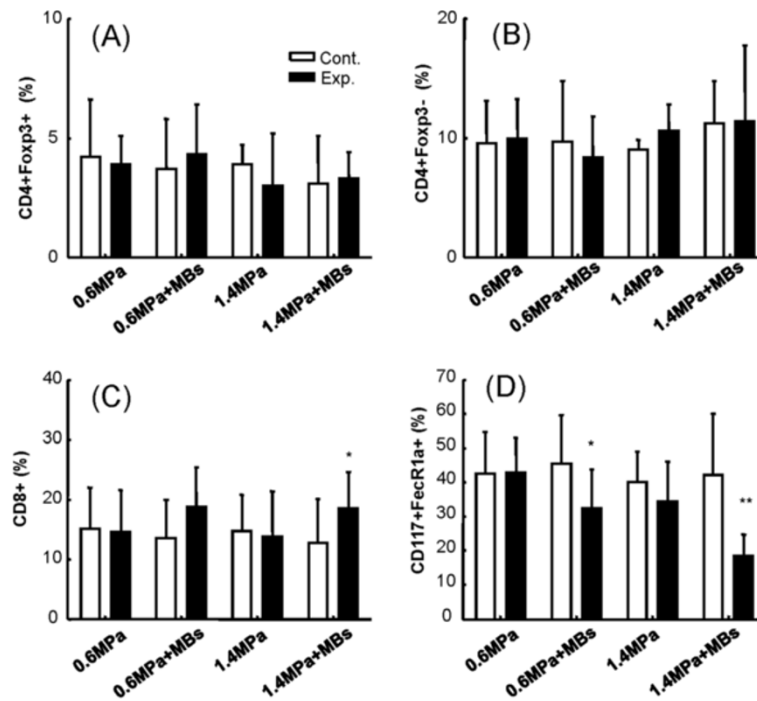 (A)
CD4+Foxp3+ (%)
10
5
0
Cont.
Exp.
0.6MPa
0.6MPa+MBs
1.4MPa
1.4MPa+MBs
(B)
CD4+Foxp3- (%)
20
10
0
0.6MPa
0.6MPa+MBs
1.4MPa
1.4MPa+MBs
(C)
CD8+ (%)
40
30
20
10
0
*
0.6MPa
0.6MPa+MBs
1.4MPa
1.4MPa+MBs
(D)
CD117+FecR1a+ (%)
70
60
50
40
30
20
10
0
*
**
0.6MPa
0.6MPa+MBs
1.4MPa
1.4MPa+MBs